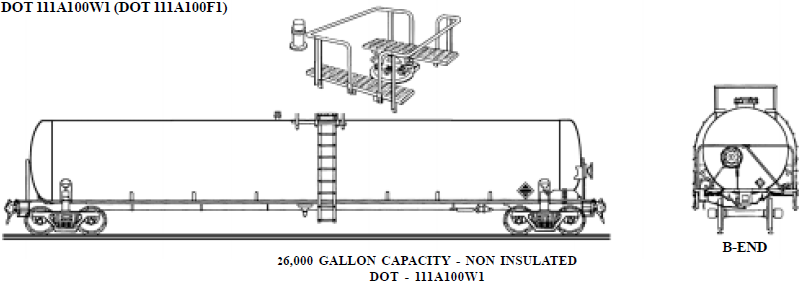 DOT 111A100W1 (DOT 111A100F1)
B-END
26,000 GALLON CAPACITY - NON INSULATED
DOT - 111A100W1